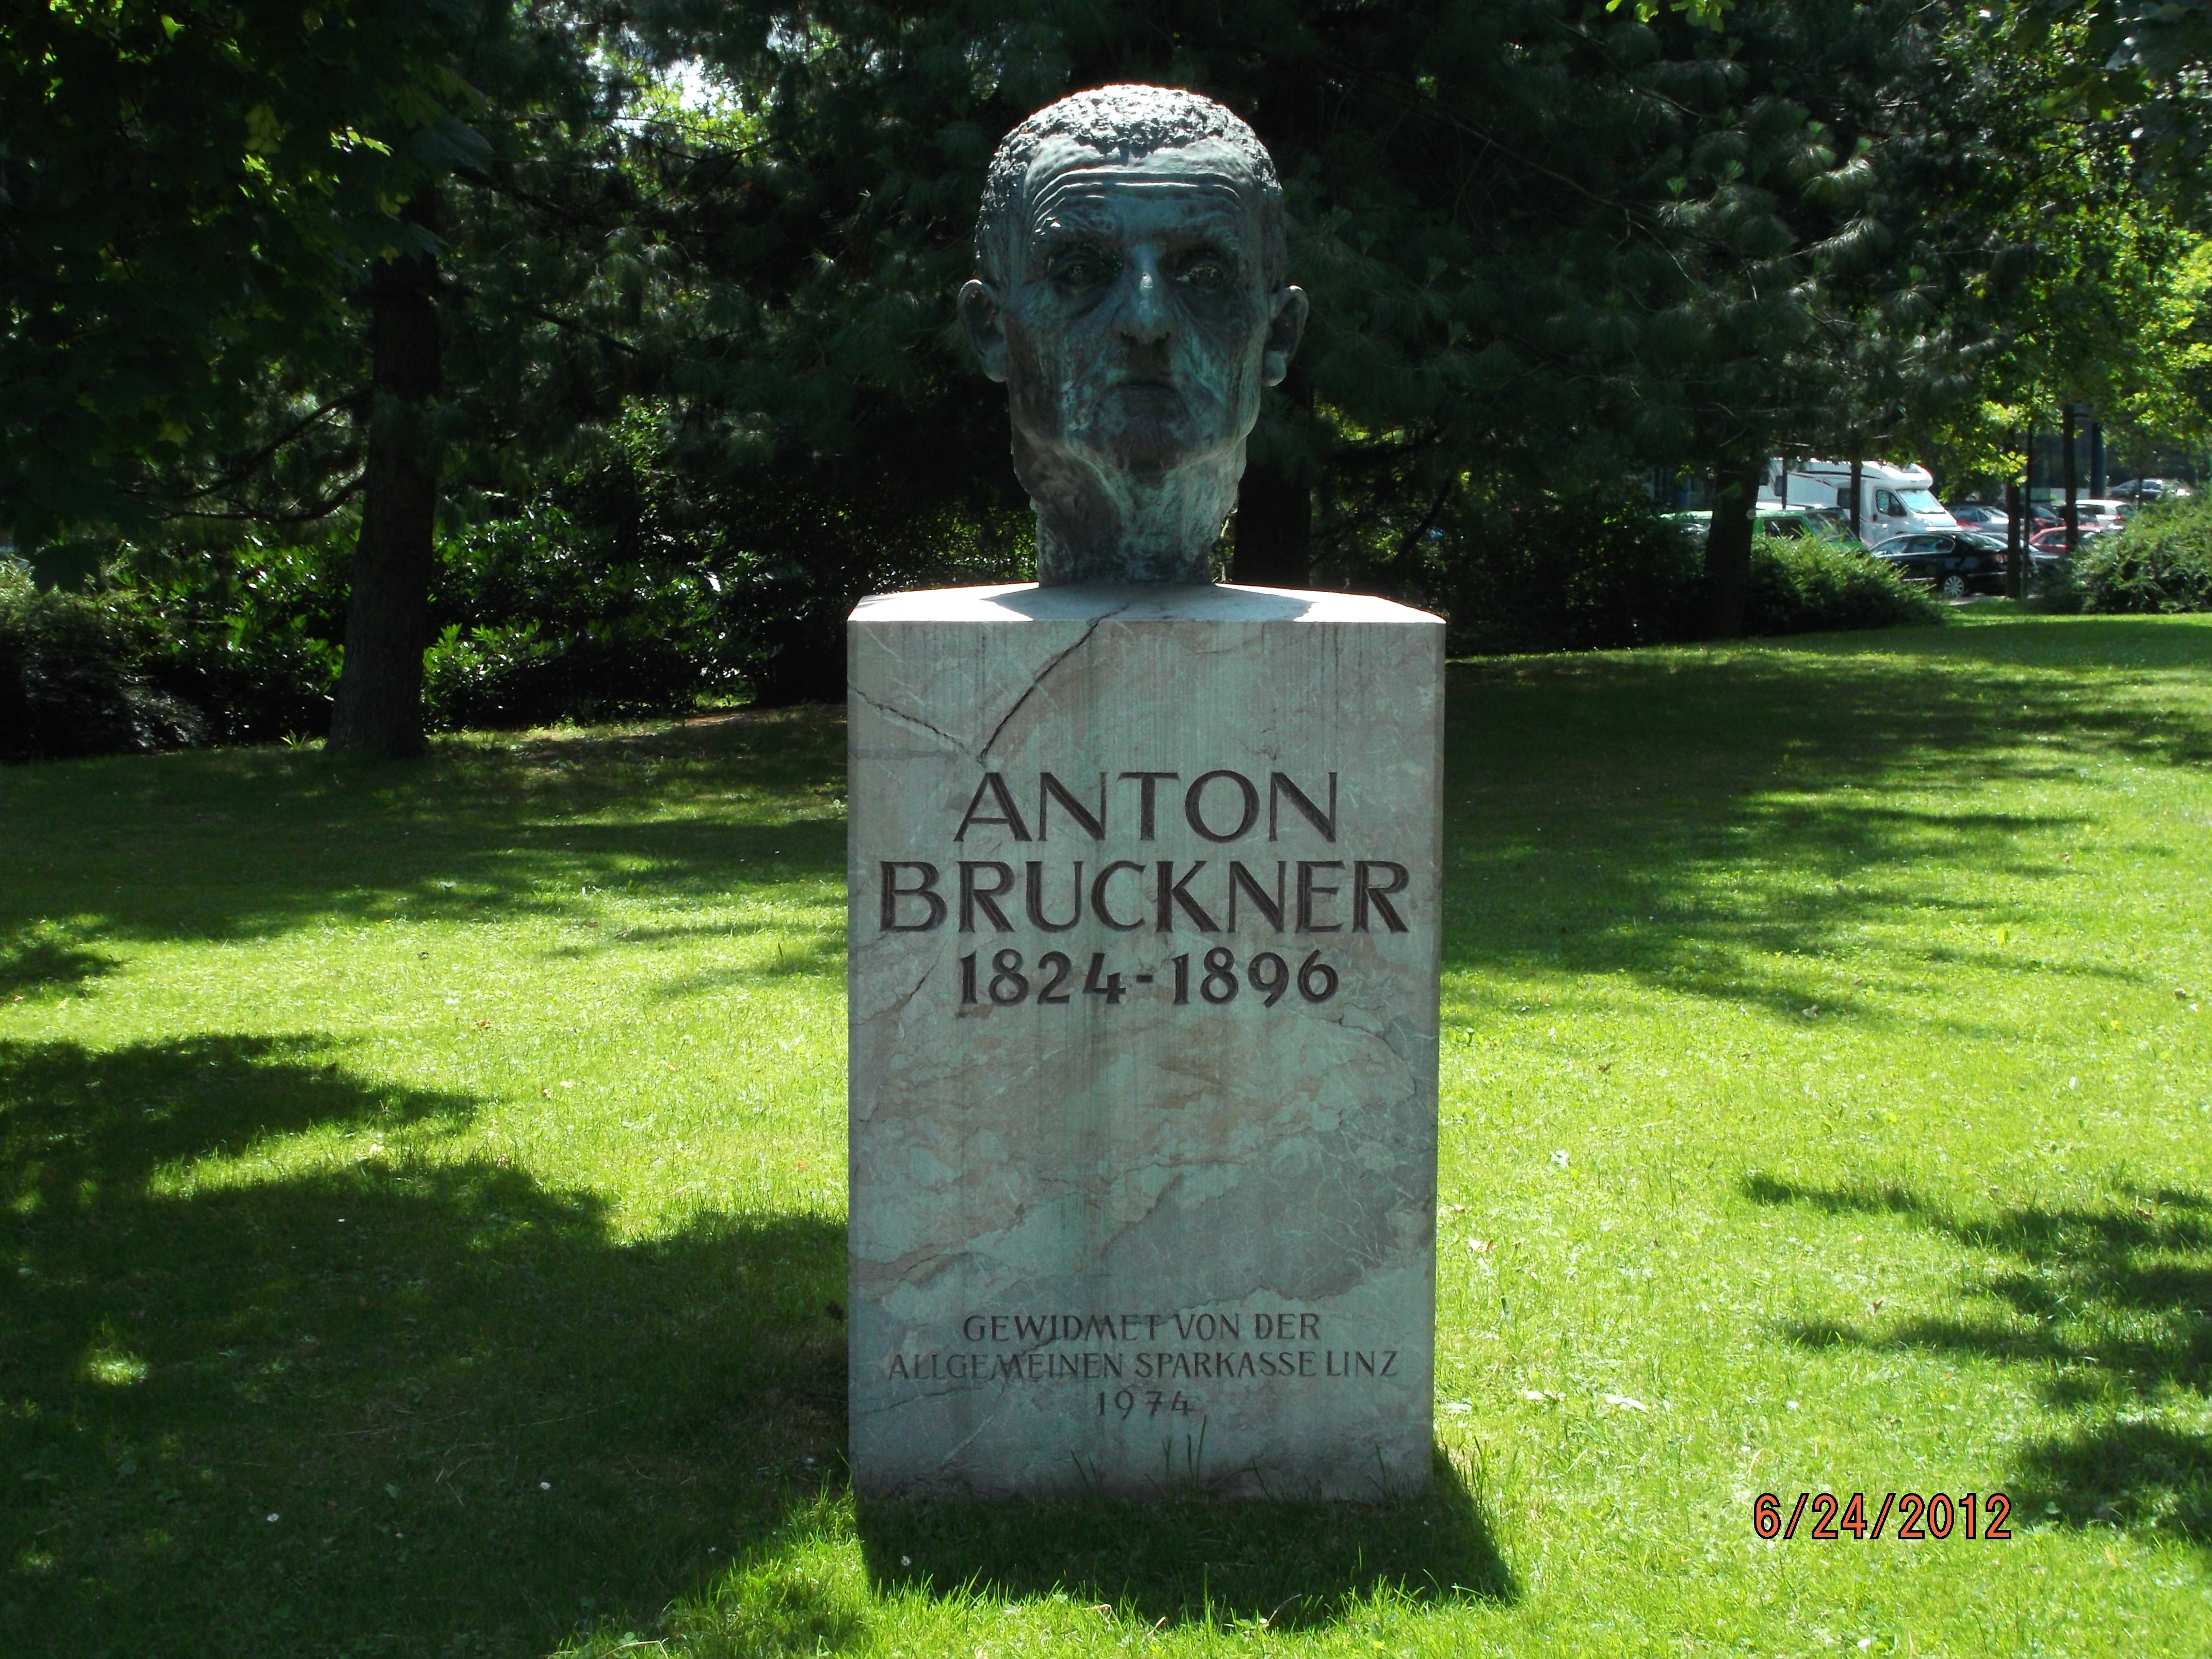 ANTON
BRUCKNER
1824-1896
GEWIDMET VON DER
ALLGEMEINEN SPARKASSE LINZ
1974
6/24/2012